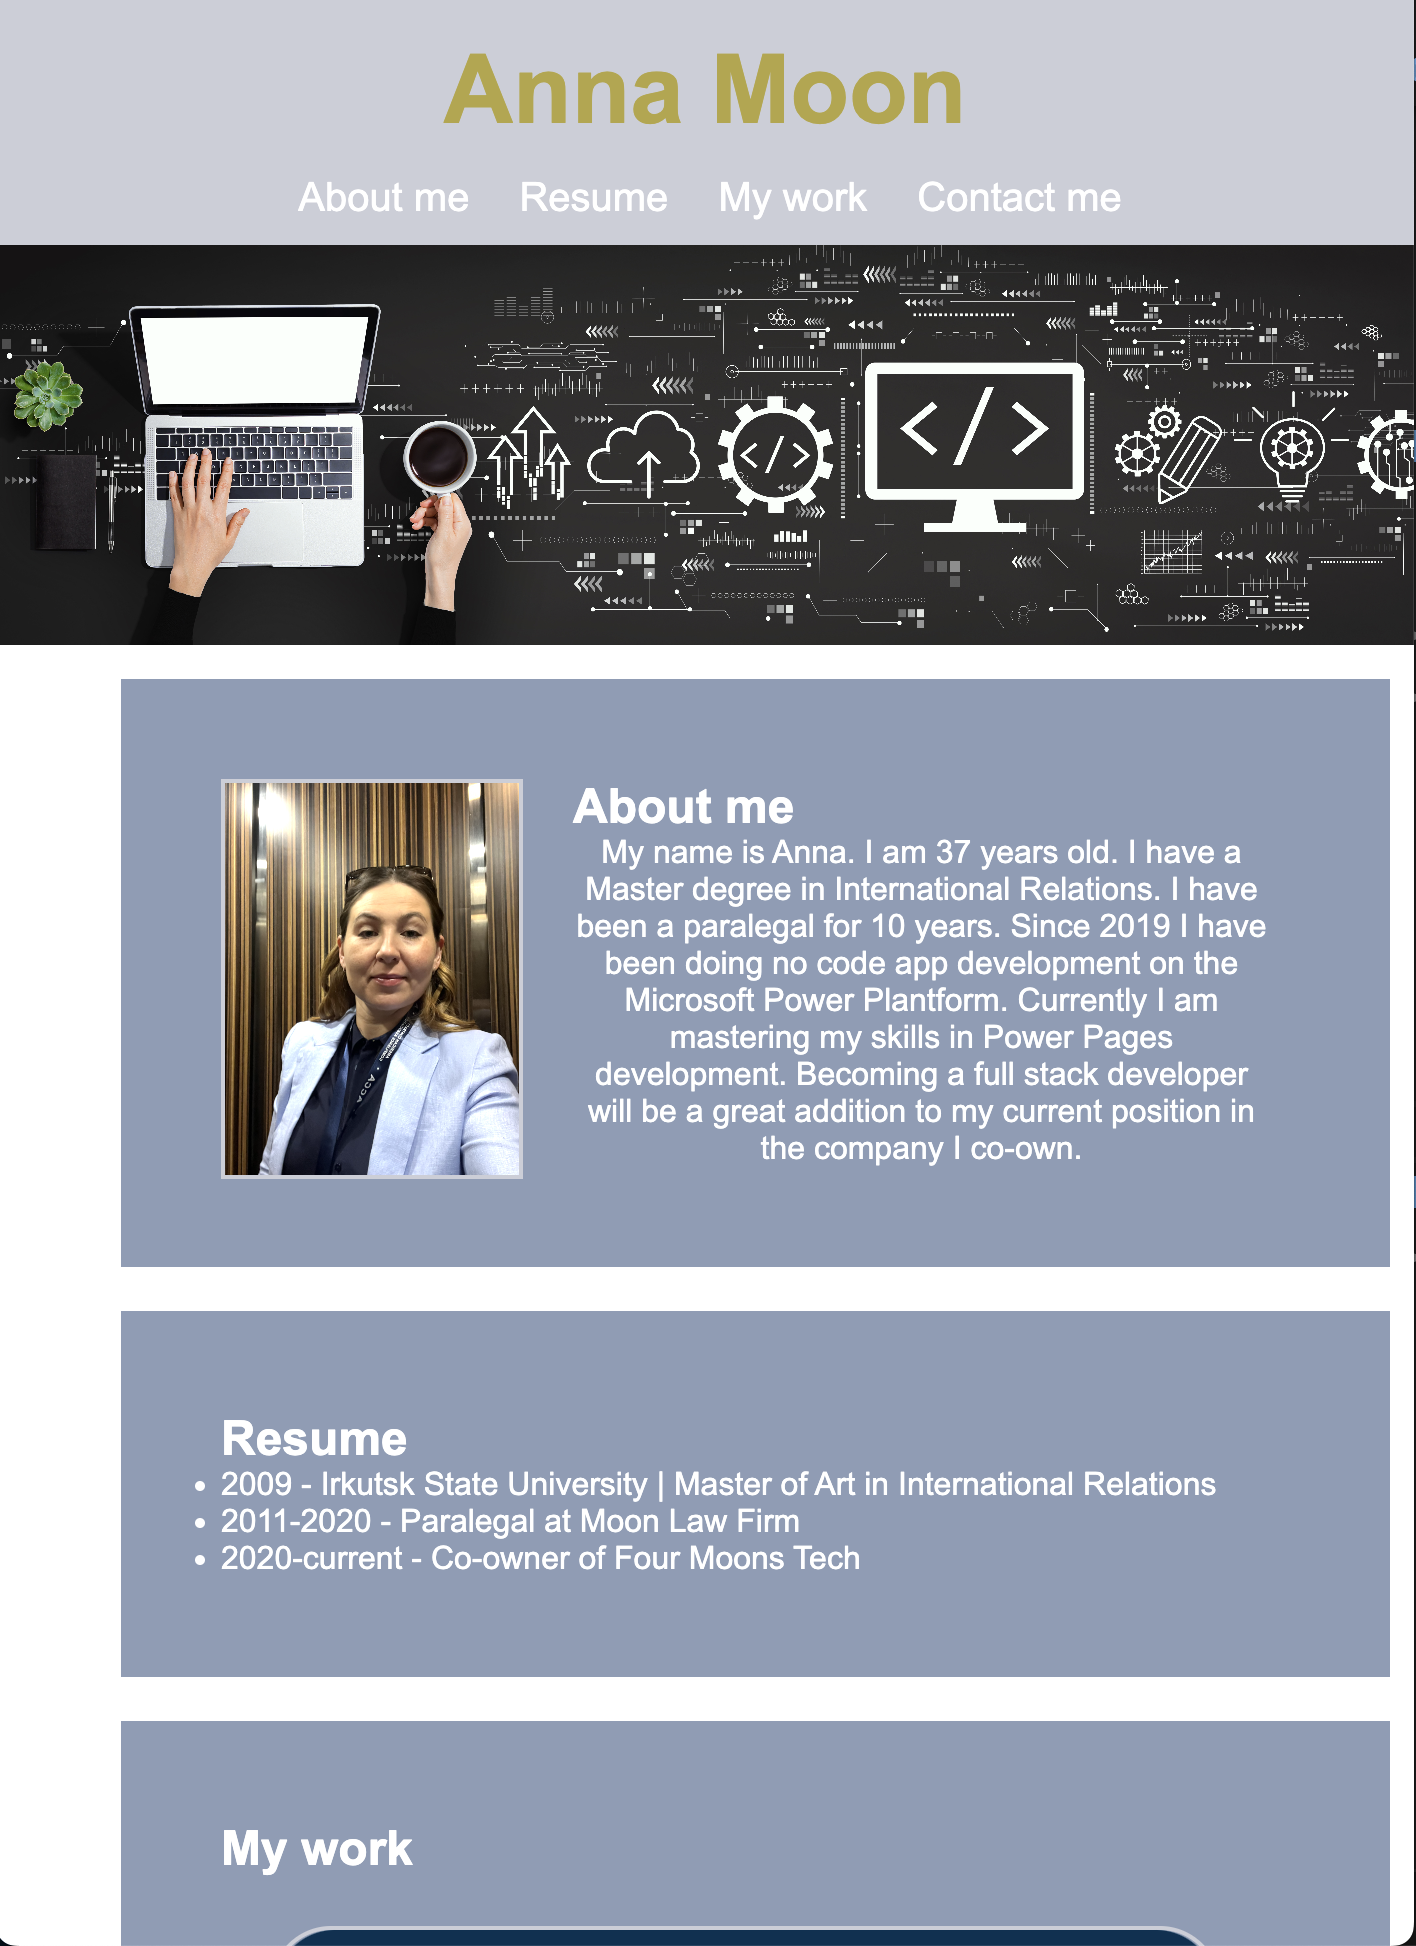 Anna Moon
About me Resume My work Contact me
</>
</>
About me
My name is Anna. I am 37 years old. I have a
Master degree in International Relations. I have
been a paralegal for 10 years. Since 2019 I have
been doing no code app development on the
Microsoft Power Plantform. Currently I am
mastering my skills in Power Pages
development. Becoming a full stack developer
will be a great addition to my current position in
the company I co-own.
Resume
• 2009 - Irkutsk State University | Master of Art in International Relations
• 2011-2020 - Paralegal at Moon Law Firm
• 2020-current - Co-owner of Four Moons Tech
My work